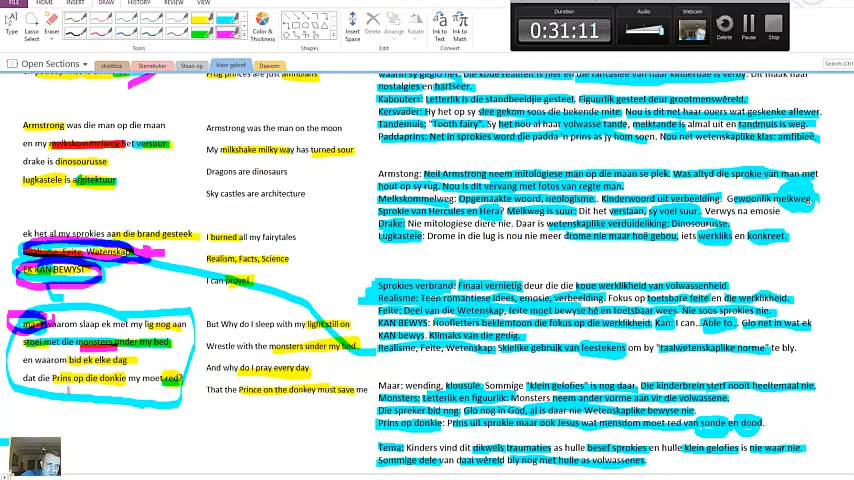 FILE HOME INSERT DRAW HISTORY REVIEW VIEW
Type Lasso Select Eraser Color & Thickness Insert Space Delete Arrange Rotate Ink to Text Ink to Math
Tools Shapes Edit Convert
Duration Audio Webcam
0:31:11 Delete Pause Stop
Open Sections strekitsa Sterrekyker Staan op klein geloof Daarom Search (Ctrl
Frog princes are just amfibians
nostalgies en hartseer.
Kabouters: Letterlik is die standbeeldjie gesteel. Figuurlik gesteel deur grootmenswêreld.
Kersvader: Hy het op sy slee gekom soos die bekende mite. Nou is dit net haar ouers wat geskenke aflewer.
Tandemuis: "Tooth fairy". Sy het nou al haar volwasse tande, melktande is almal uit en tandmuis is weg.
Paddaprins: Net in sprokies word die padda 'n prins as jy hom soen. Nou net wetenskaplike klas: amfibieë,
Armstrong was die man op die maan
en my melkskommelweg het versuur
drake is dinosourusse
lugkastele is argitektuur
Armstrong was the man on the moon
My milkshake milky way has turned sour
Dragons are dinosaurs
Sky castles are architecture
Armstong: Neil Armstrong neem mitologiese man op die maan se plek. Was altyd die sprokie van man met
hout op sy rug. Nou is dit vervang met fotos van regte man.
Melkskommelweg: Opgemaakte woord, neologisme.. Kinderwoord uit verbeelding. Gewoonlik melkweg.
Sprokie van Hercules en Hera? Melkweg is suur: Dit het verslaan, sy voel suur.. Verwys na emosie
Drake: Nie mitologiese diere nie. Daar is wetenskaplike verduideliking: Dinosourusse.
Lugkastele: Drome in die lug is nou nie meer drome nie maar hoë gebou, iets werkliks en konkreet.
ek het al my sprokies aan die brand gesteek
Realisme, Feite, Wetenskap
EK KAN BEWYS!
I burned all my fairytales
Realism, Facts, Science
I can prove!
Sprokies verbrand: Finaal vernietig deur die die koue werklikheid van volwassenheid
Realisme: Teen romantiese idees, emosie, verbeelding. Fokus op toetsbare feite en die werklikheid.
Feite: Deel van die Wetenskap, feite moet bewyse hê en toetsbaar wees. Nie soos sprokies nie.
KAN BEWYS: Hoofletters beklemtoon die fokus op die werklikheid, Kan: I can... Able to... Glo net in wat ek
KAN bewys. Klimaks van die gedig.
Realisme, Feite, Wetenskap: Skielike gebruik van leestekens om by "taalwetenskaplike norme" te bly.
maar waarom slaap ek met my lig nog aan
stoei met die monsters onder my bed
en waarom bid ek elke dag
dat die Prins op die donkie my moet red?
But Why do I sleep with my light still on
Wrestle with the monsters under my bed
And why do I pray every day
That the Prince on the donkey must save me
Maar: wending, klousule. Sommige "klein gelofies" is nog daar. Die kinderbrein sterf nooit heeltemaal nie.
Monsters: Letterlik en figuurlik: Monsters neem ander vorme aan vir die volwassene.
Die spreker bid nog: Glo nog in God, al is daar nie Wetenskaplike bewyse nie.
Prins op donkie: Prins uit sprokie maar ook Jesus wat mensdom moet red van sonde en dood.
Tema: Kinders vind dit dikwels traumaties as hulle besef sprokies en hulle klein gelofies is nie waar nie.
Sommige dele van daai wêreld bly nog met hulle as volwassenes.